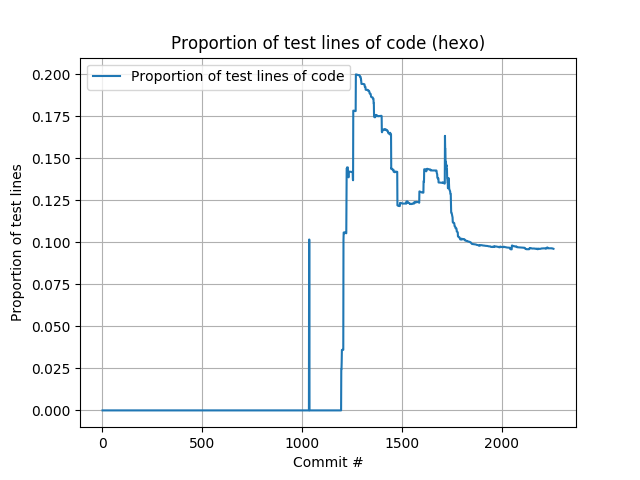 Proportion of test lines of code (hexo)
Proportion of test lines of code
0.200
0.175
0.150
0.125
0.100
0.075
0.050
0.025
0.000
Proportion of test lines
0 500 1000 1500 2000
Commit #